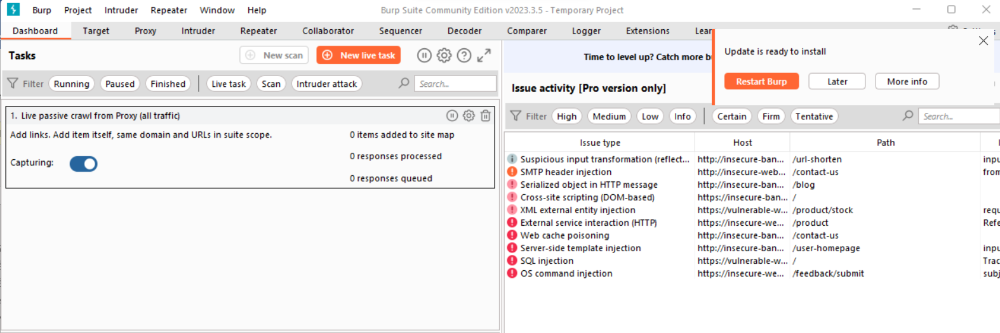 Burp Project Intruder Repeater Window Help Burp Suite Community Edition v2023.3.5 - Temporary Project
Dashboard Target Proxy Intruder Repeater Collaborator Sequencer Decoder Comparer Logger Extensions Lear
Tasks New scan New live task
Filter Running Paused Finished Live task Scan Intruder attack Search...
1. Live passive crawl from Proxy (all traffic)
Add links. Add item itself, same domain and URLs in suite scope. 0 items added to site map
0 responses processed
Capturing:
0 responses queued
Time to level up? Catch more b
Update is ready to install
Restart Burp Later More info
Issue activity [Pro version only]
Filter High Medium Low Info Certain Firm Tentative Search...
Issue type Host Path
Suspicious input transformation (reflect... http://insecure-ban... /url-shorten inpu
SMTP header injection http://insecure-web... /contact-us from
Serialized object in HTTP message http://insecure-ban... /blog
Cross-site scripting (DOM-based) https://insecure-ban... /
XML external entity injection https://vulnerable-w... /product/stock requ
External service interaction (HTTP) https://insecure-we... /product Refe
Web cache poisoning http://insecure-ban... /contact-us
Server-side template injection http://insecure-ban... /user-homepage inpu
SQL injection https://vulnerable-w... / Trac
OS command injection https://insecure-we... /feedback/submit subj